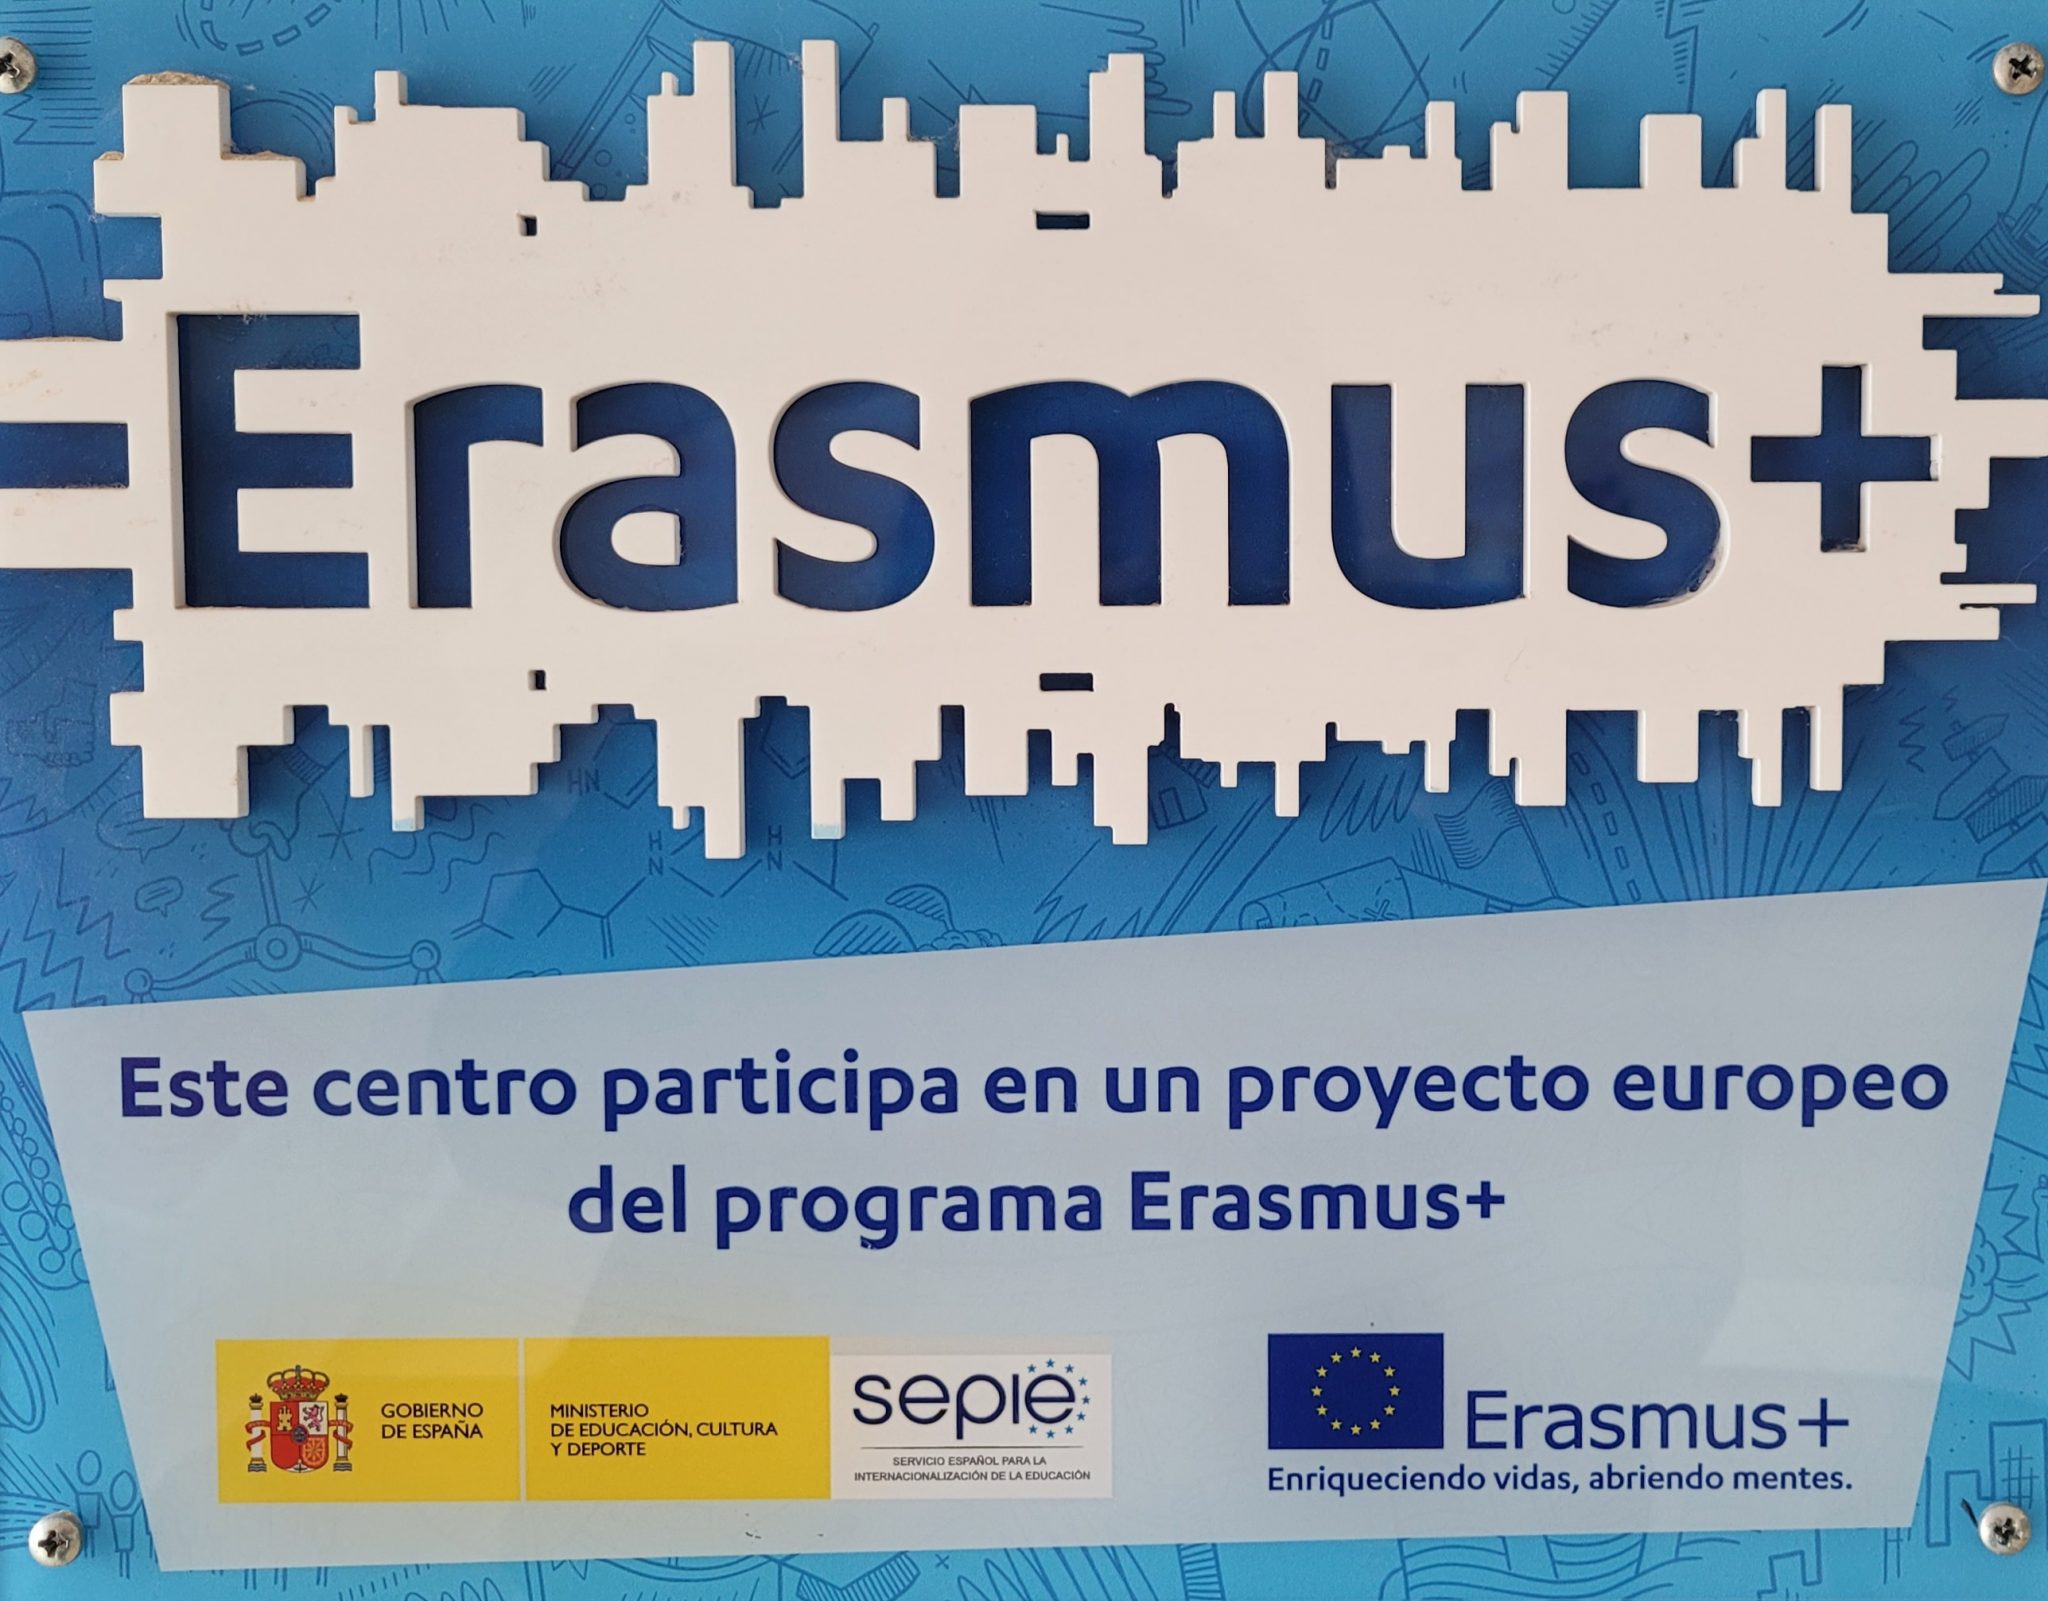 Erasmus+
HN
H
N
H
N
Este centro participa en un proyecto europeo
del programa Erasmus+
GOBIERNO
DE ESPAÑA
MINISTERIO
DE EDUCACIÓN, CULTURA
Y DEPORTE
sepie
SERVICIO ESPAÑOL PARA LA
INTERNACIONALIZACIÓN DE LA EDUCACIÓN
Erasmus+
Enriqueciendo vidas, abriendo mentes.